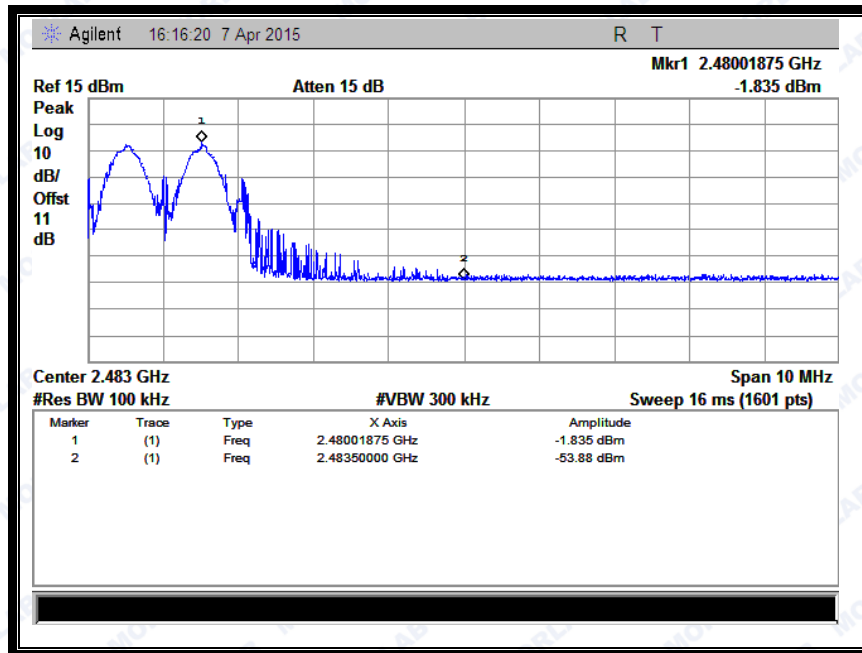 Agilent 16:16:20 7 Apr 2015 R T
Mkr1 2.48001875 GHz
Ref 15 dBm Atten 15 dB -1.835 dBm
Peak
Log
10
dB/
Offst
11
dB
1
2
Center 2.483 GHz Span 10 MHz
#Res BW 100 kHz #VBW 300 kHz Sweep 16 ms (1601 pts)
Marker Trace Type X Axis Amplitude
1 (1) Freq 2.48001875 GHz -1.835 dBm
2 (1) Freq 2.48350000 GHz -53.88 dBm